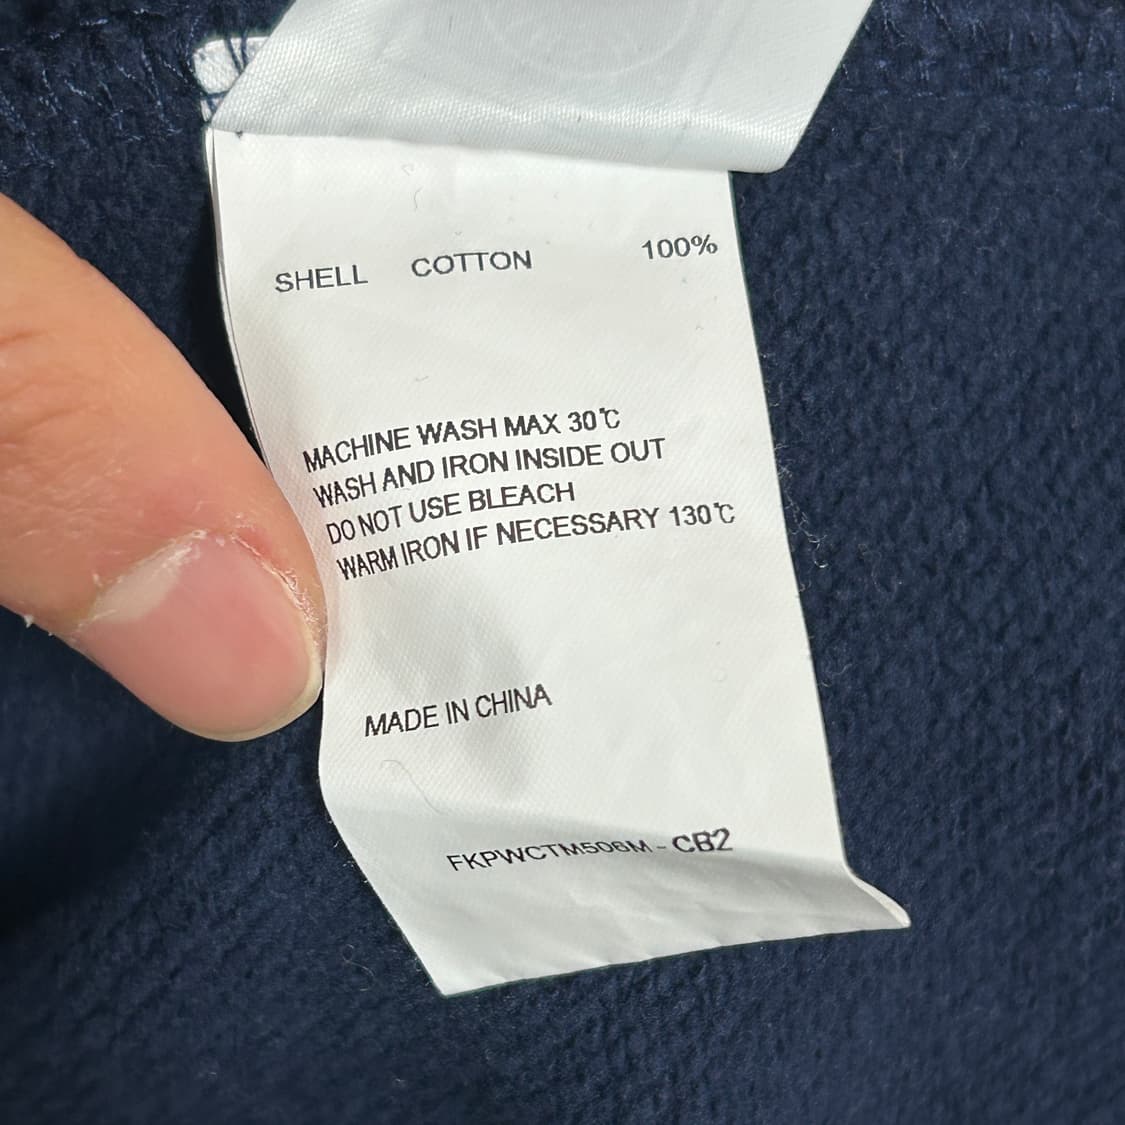 SHELL COTTON 100%
MACHINE WASH MAX 30℃
WASH AND IRON INSIDE OUT
DO NOT USE BLEACH
WARM IRON IF NECESSARY 130℃
MADE IN CHINA
FKPWCTM506M - CB2